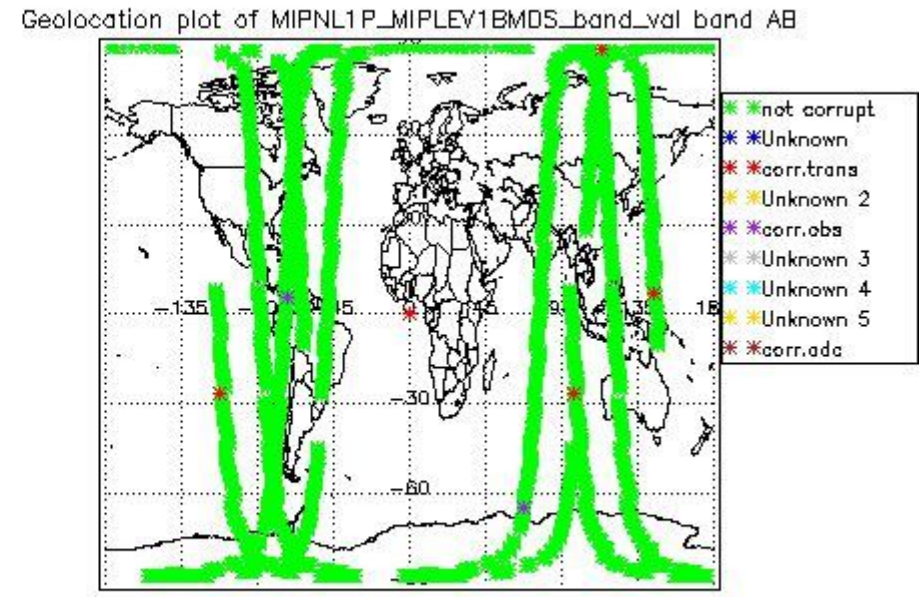 Geolocation plot of MIPNL1P_MIPLEV1BMDS_band_val band AB
not corrupt
Unknown
corr.trans
Unknown 2
corr.obs
Unknown 3
Unknown 4
Unknown 5
corr.adc
60
-135
-30
-60